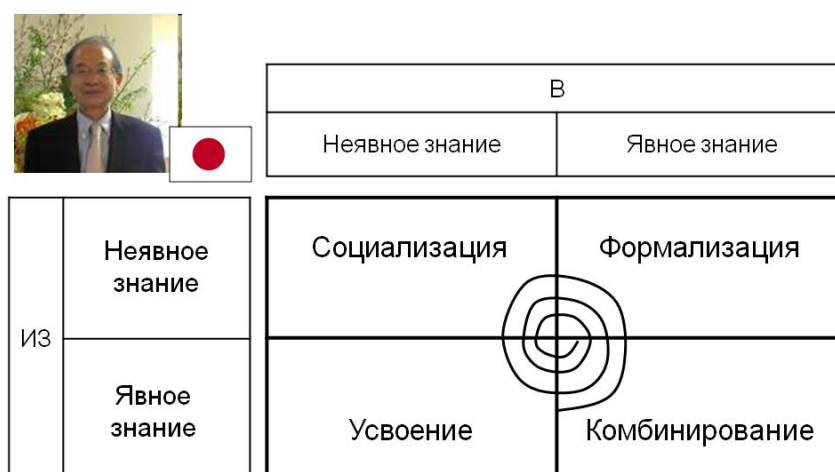 В
Неявное знание
Явное знание
ИЗ
Неявное
знание
Социализация
Формализация
Явное
знание
Усвоение
Комбинирование